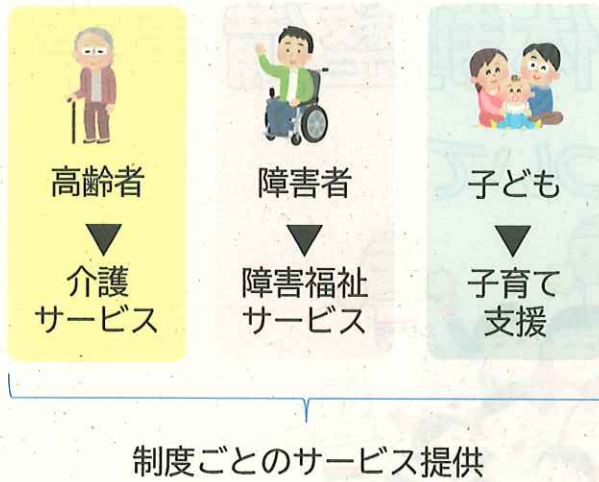 高齢者
▼
介護
サービス
障害者
▼
障害福祉
サービス
子ども
▼
子育て
支援
制度ごとのサービス提供